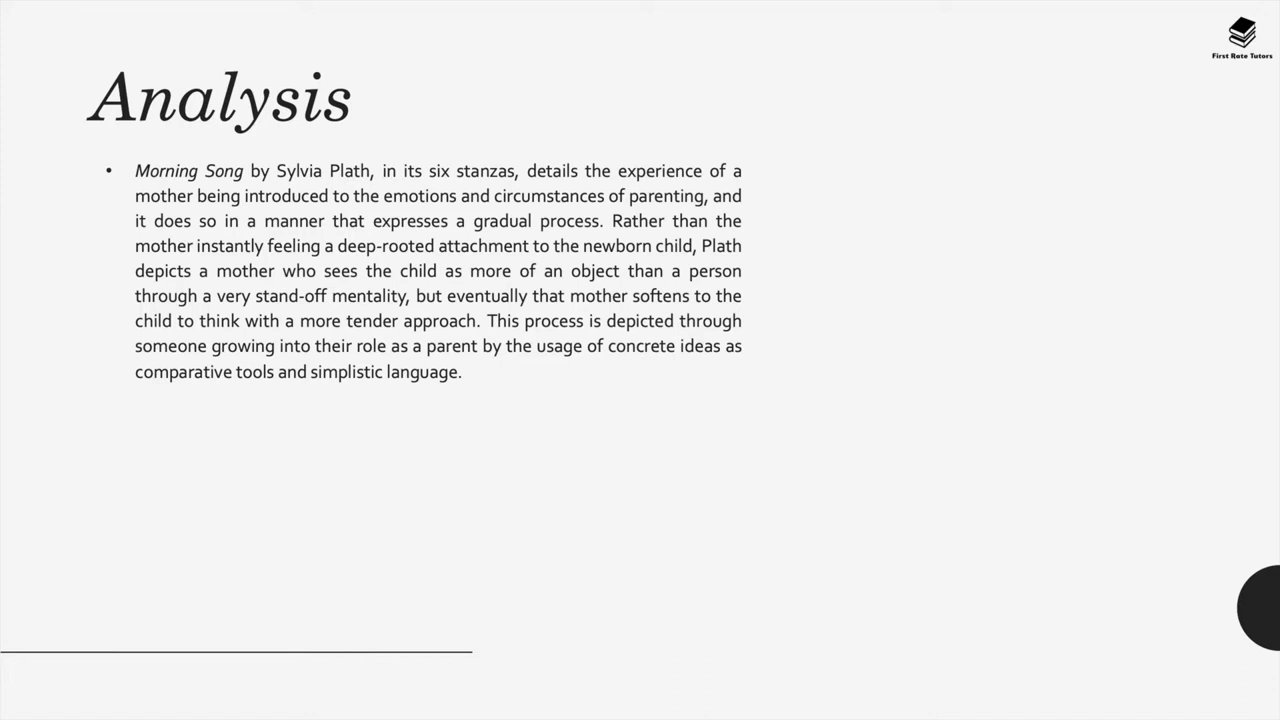 First Rate Tutors
Analysis
• Morning Song by Sylvia Plath, in its six stanzas, details the experience of a
mother being introduced to the emotions and circumstances of parenting, and
it does so in a manner that expresses a gradual process. Rather than the
mother instantly feeling a deep-rooted attachment to the newborn child, Plath
depicts a mother who sees the child as more of an object than a person
through a very stand-off mentality, but eventually that mother softens to the
child to think with a more tender approach. This process is depicted through
someone growing into their role as a parent by the usage of concrete ideas as
comparative tools and simplistic language.